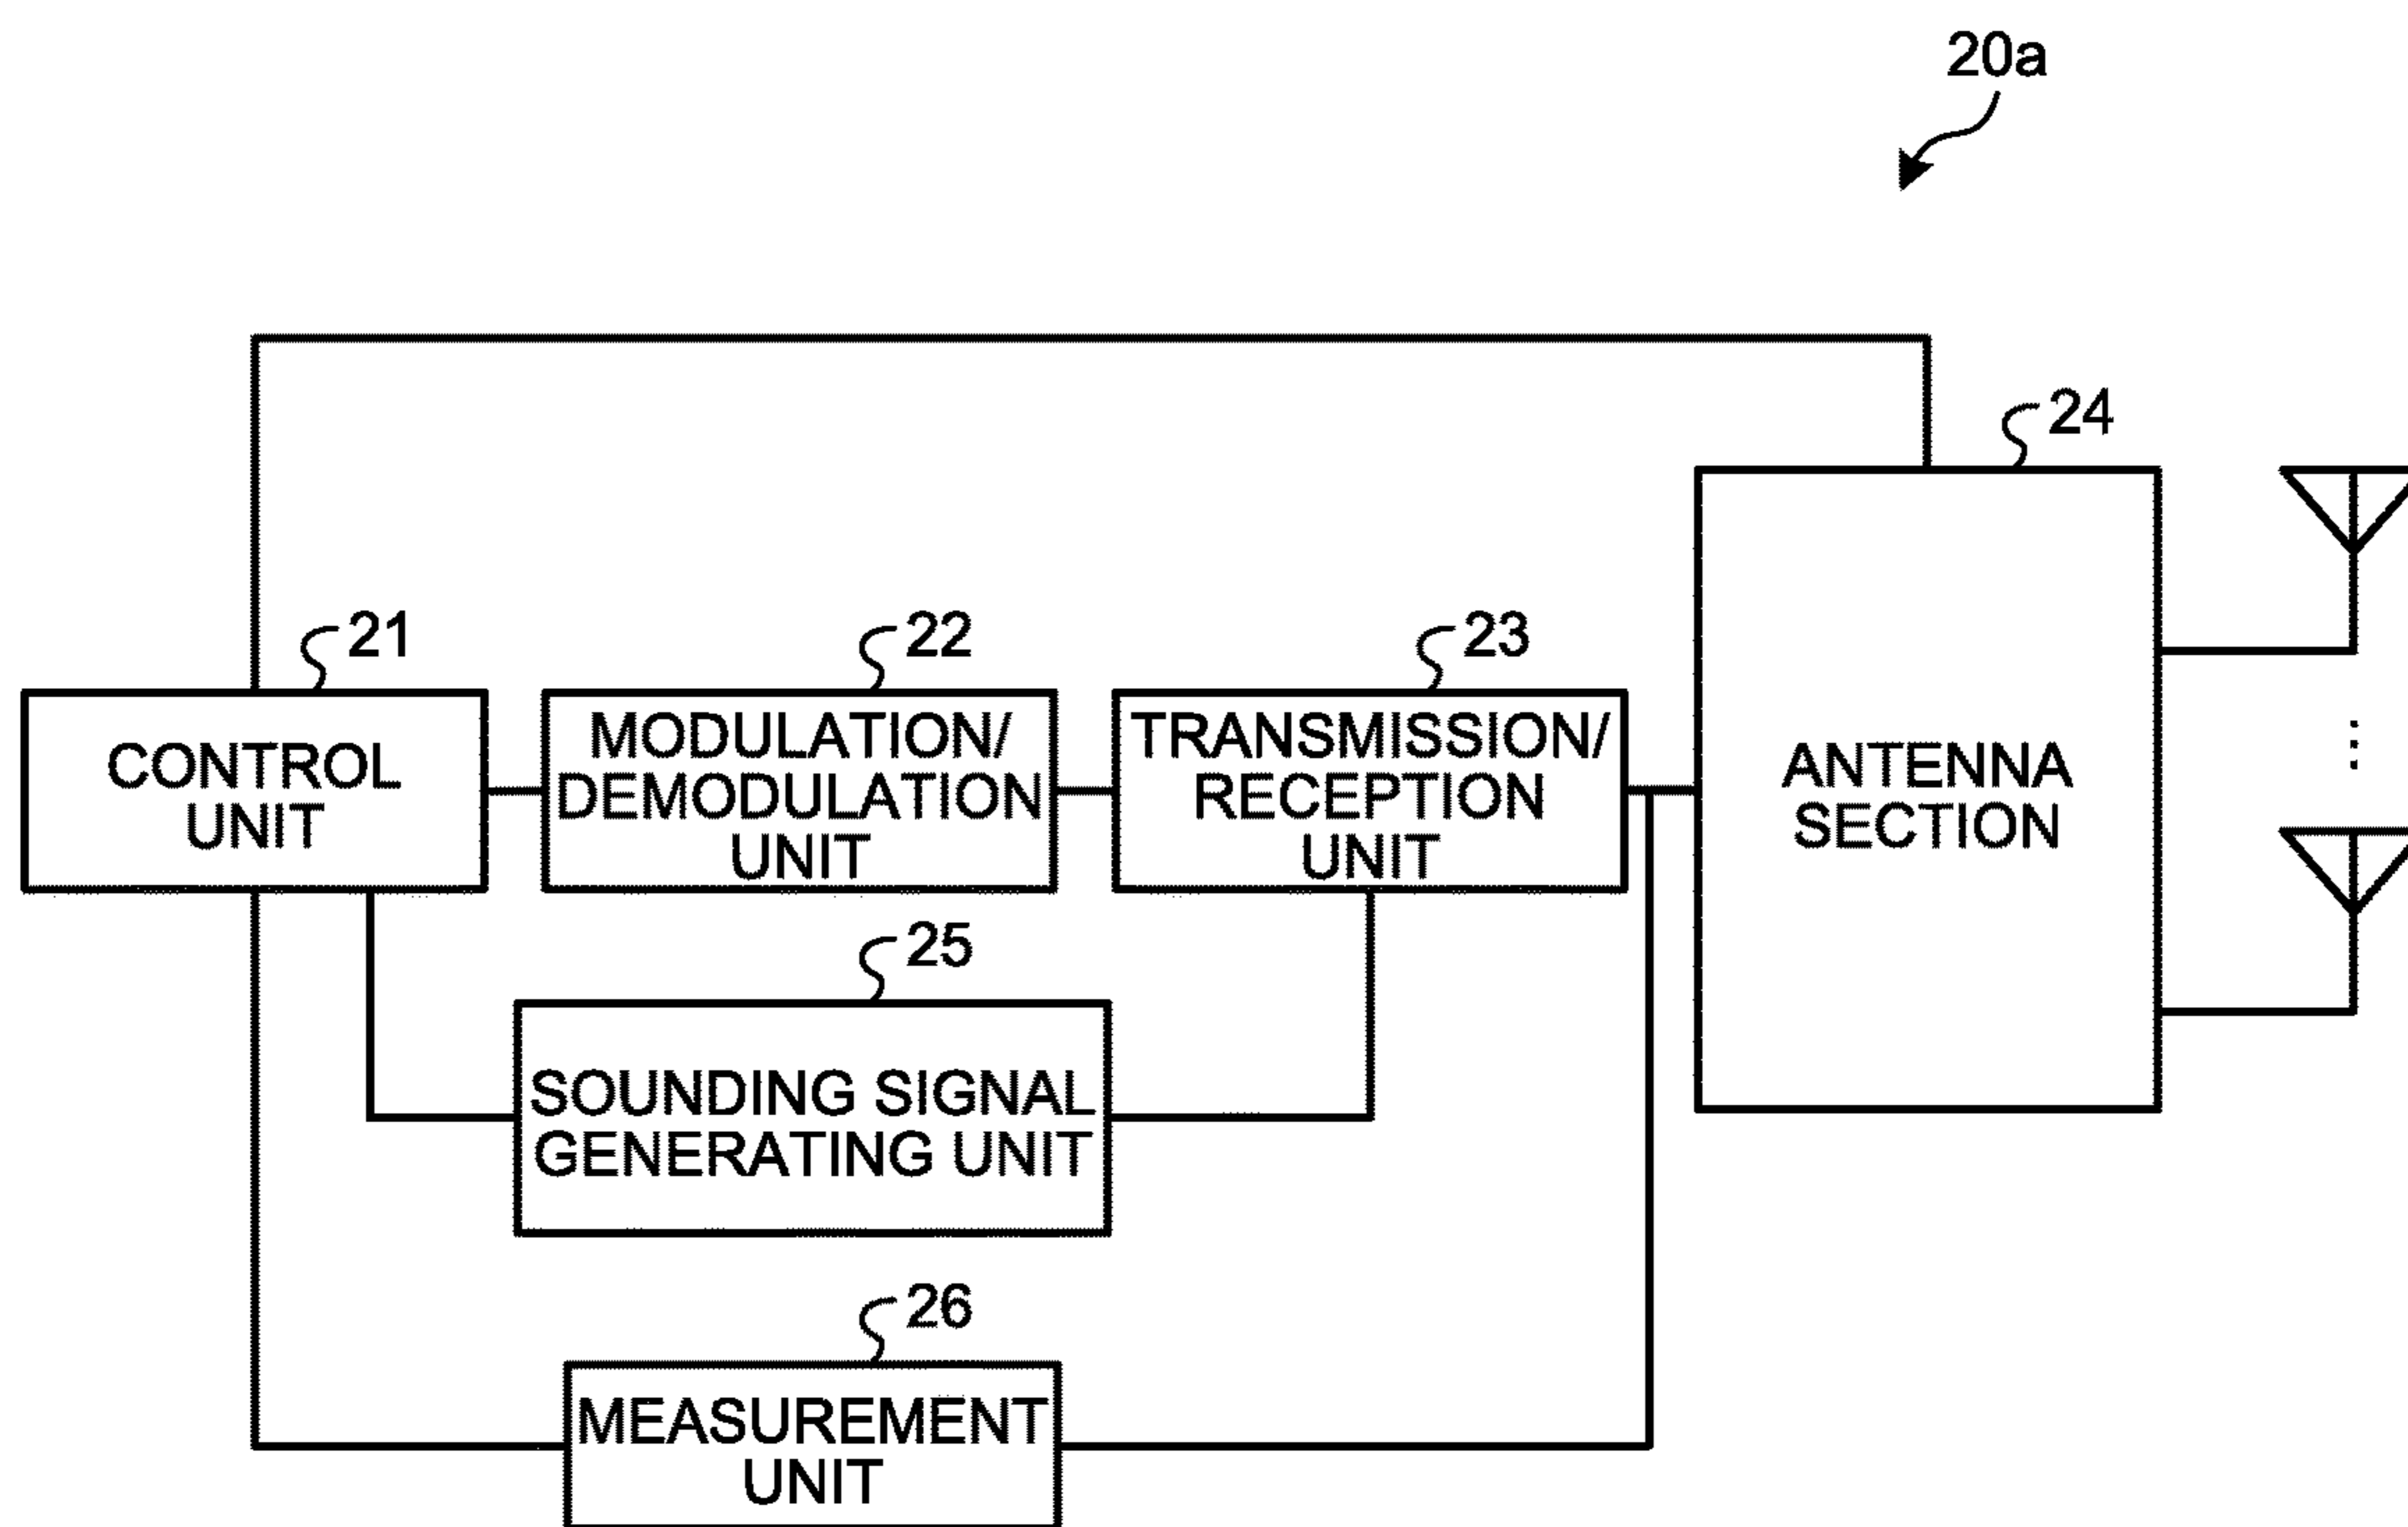 20a
24
21
22
23
CONTROL
UNIT
MODULATION/
DEMODULATION
UNIT
TRANSMISSION/
RECEPTION
UNIT
ANTENNA
SECTION
25
SOUNDING SIGNAL
GENERATING UNIT
26
MEASUREMENT
UNIT